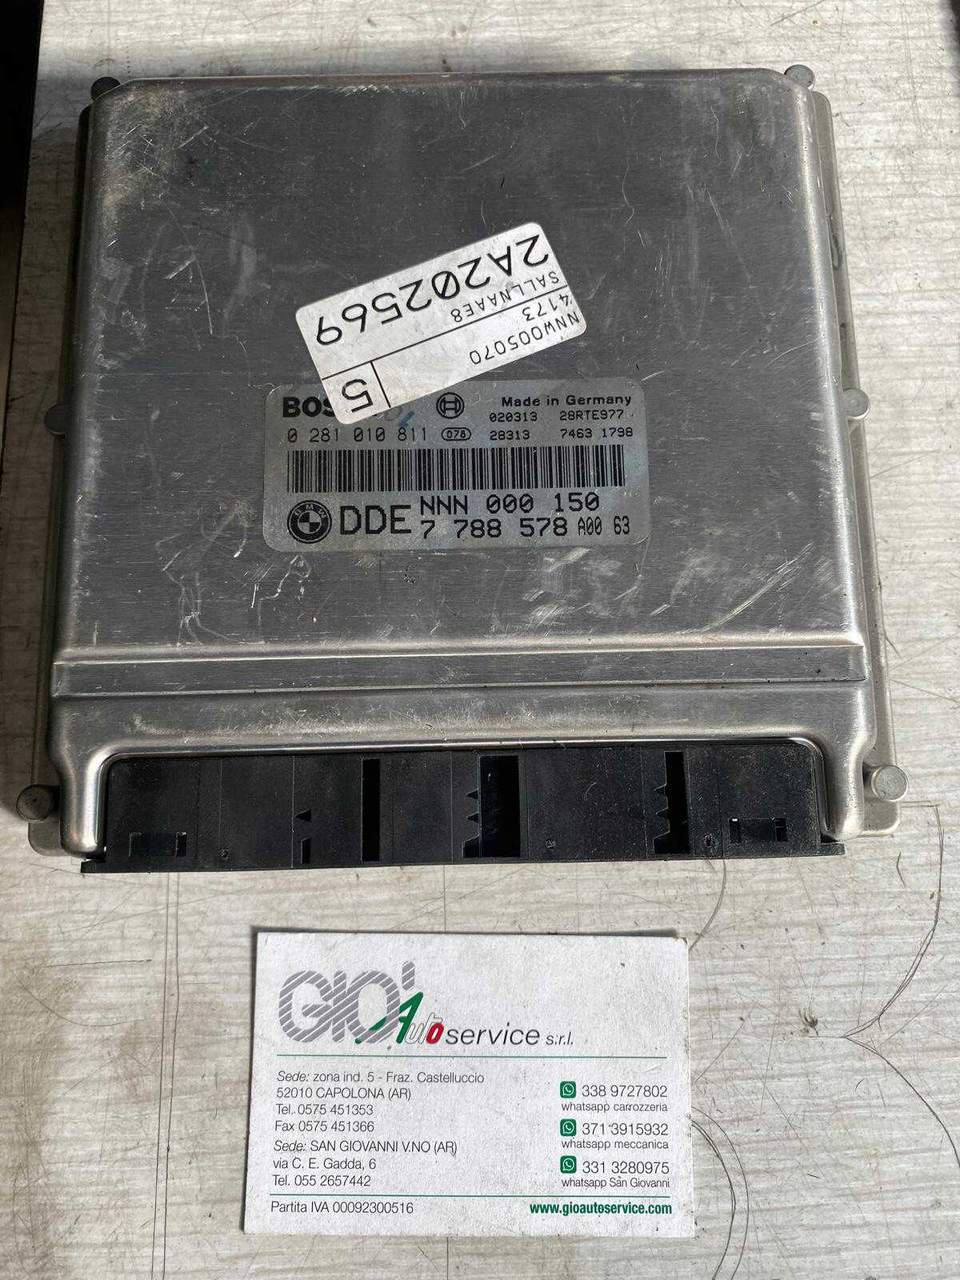 2A202569
SALLNAAE8
4173
NNW005070
5
BOS
Made in Germany
020313 28RTE977
0 281 010 811 078 28313 7463 1798
BMW
DDE NNN 000 150
7 788 578 A00 63
GIO' Auto service s.r.l.
Sede: zona ind. 5 - Fraz. Castelluccio
52010 CAPOLONA (AR)
Tel. 0575 451353
Fax 0575 451366
Sede: SAN GIOVANNI V.NO (AR)
via C. E. Gadda, 6
Tel. 055 2657442
338 9727802
whatsapp carrozzeria
371 3915932
whatsapp meccanica
331 3280975
whatsapp San Giovanni
Partita IVA 00092300516
www.gioautoservice.com